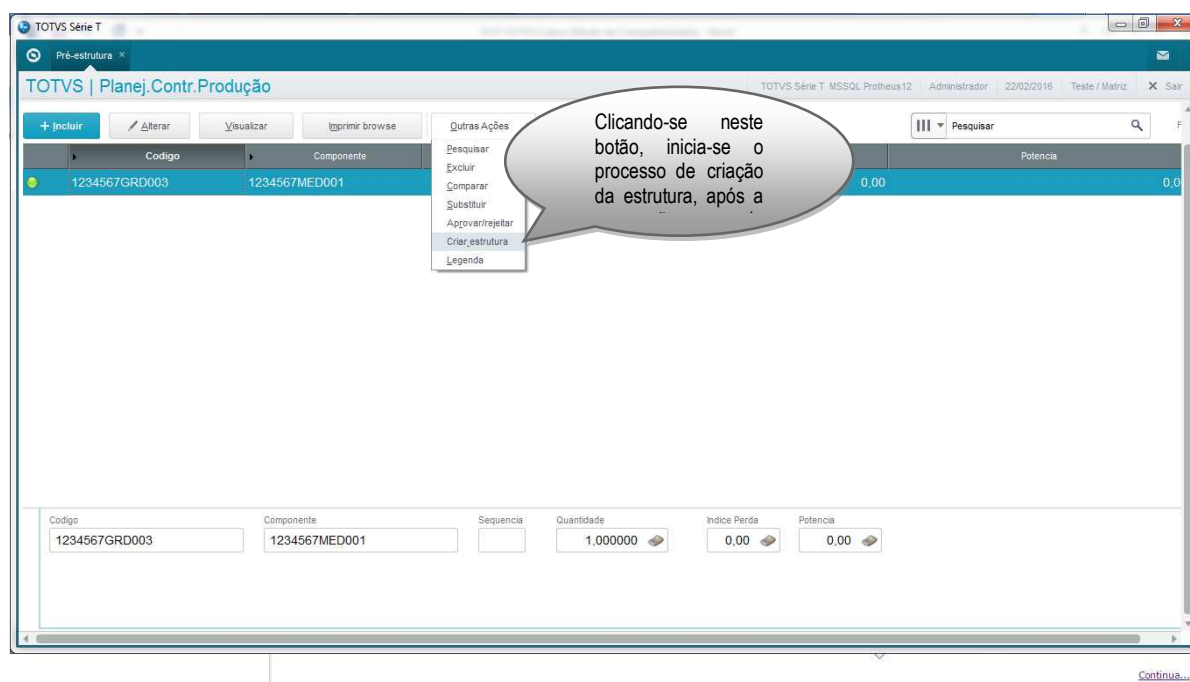 TOTVS Série T
Pré-estrutura ×
TOTVS | Planej.Contr.Produção
TOTVS Série T MSSQL Protheus12 Administrador 22/02/2016 Teste / Matriz X Sair
+ Incluir Alterar Visualizar Imprimir browse Outras Ações Pesquisar
Codigo Componente Potencia
1234567GRD003 1234567MED001 0,00 0,0
Pesquisar
Excluir
Comparar
Substituir
Aprovar/rejeitar
Criar estrutura
Legenda
Clicando-se neste
botão, inicia-se o
processo de criação
da estrutura, após a
Codigo Componente Sequencia Quantidade Indice Perda Potencia
1234567GRD003 1234567MED001 1,000000 0,00 0,00
Continua...